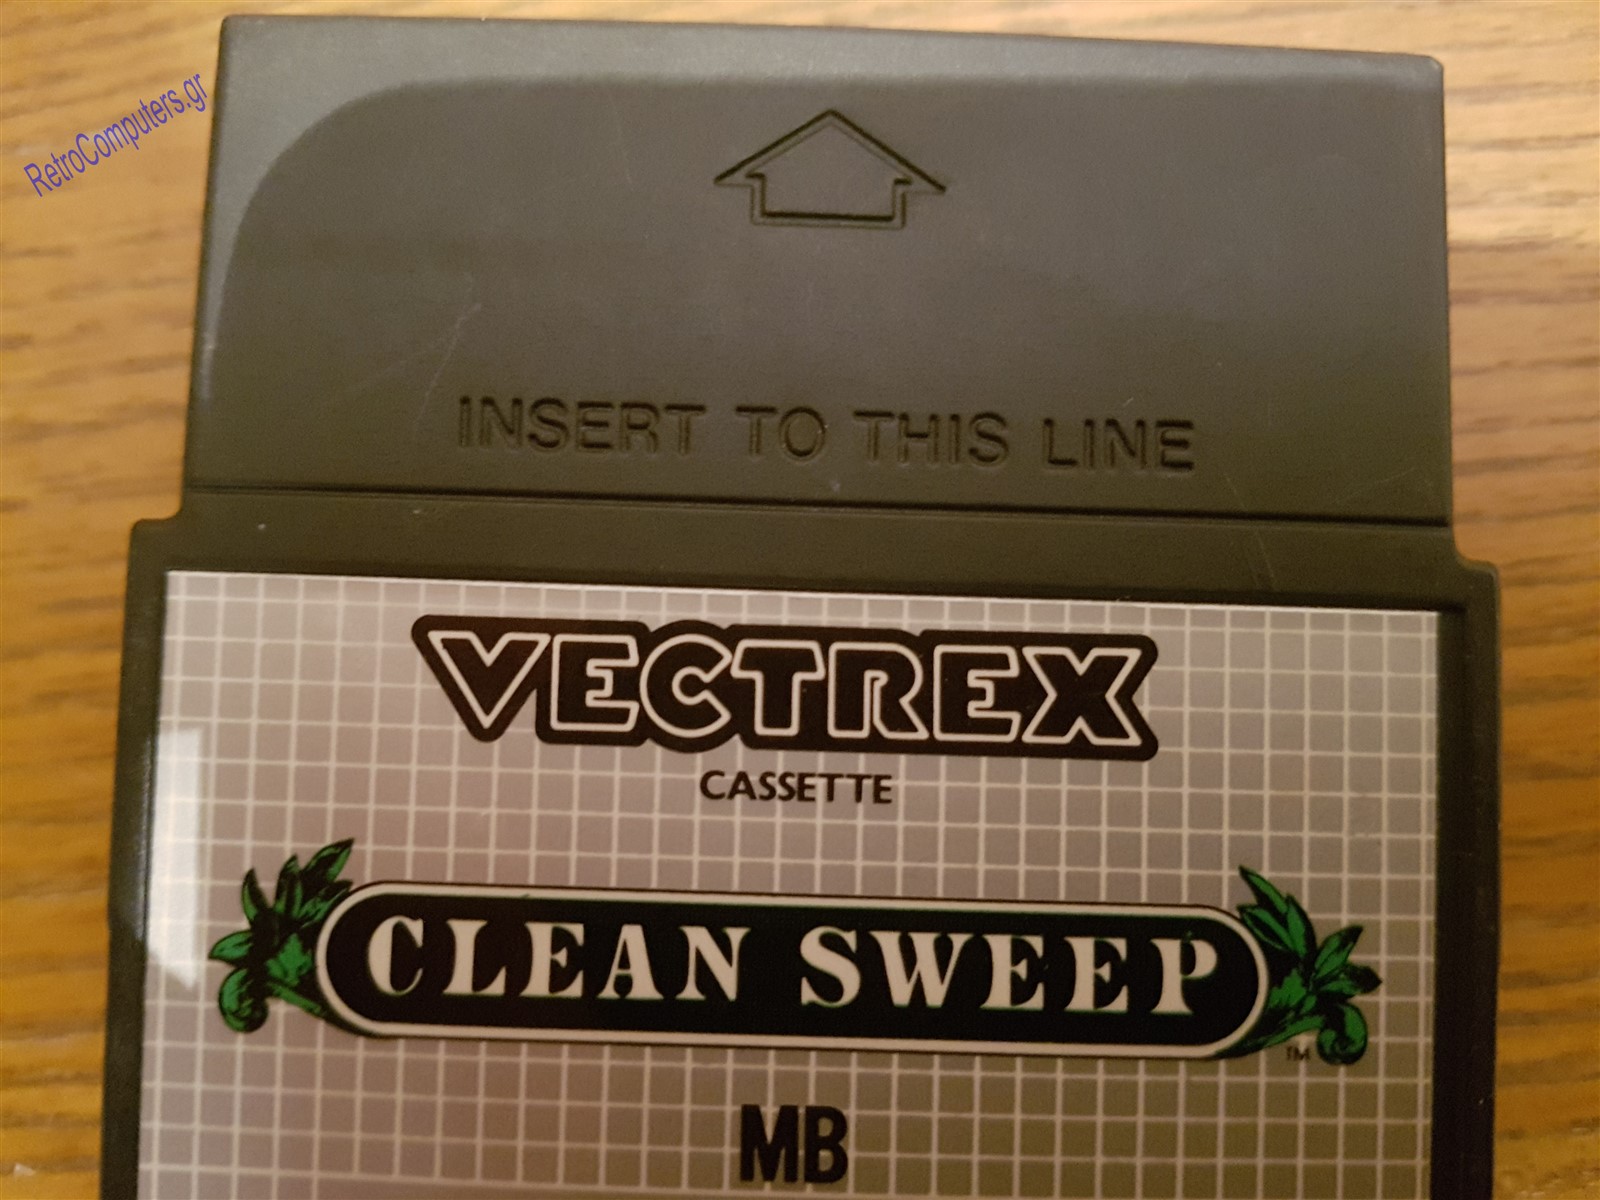 RetroComputers.gr
INSERT TO THIS LINE
VECTREX
CASSETTE
CLEAN SWEEP
TM
MB